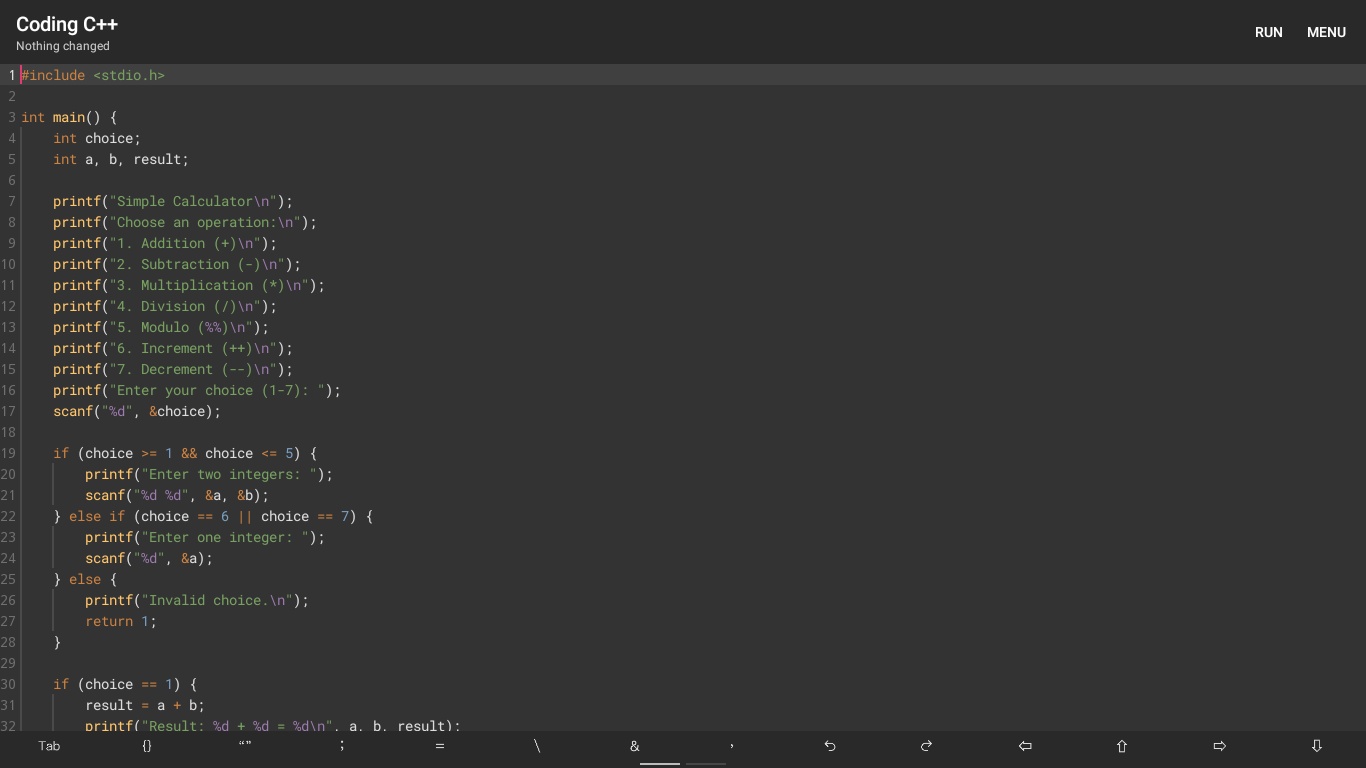 Coding C++
Nothing changed
RUN MENU
1 #include <stdio.h>
2
3 int main() {
4     int choice;
5     int a, b, result;
6
7     printf("Simple Calculator\n");
8     printf("Choose an operation:\n");
9     printf("1. Addition (+)\n");
10     printf("2. Subtraction (-)\n");
11     printf("3. Multiplication (*)\n");
12     printf("4. Division (/)\n");
13     printf("5. Modulo (%%)\n");
14     printf("6. Increment (++)\n");
15     printf("7. Decrement (--)\n");
16     printf("Enter your choice (1-7): ");
17     scanf("%d", &choice);
18
19     if (choice >= 1 && choice <= 5) {
20         printf("Enter two integers: ");
21         scanf("%d %d", &a, &b);
22     } else if (choice == 6 || choice == 7) {
23         printf("Enter one integer: ");
24         scanf("%d", &a);
25     } else {
26         printf("Invalid choice.\n");
27         return 1;
28     }
29
30     if (choice == 1) {
31         result = a + b;
32         printf("Result: %d + %d = %d\n", a, b, result);
Tab {} “” ; = \ & ,